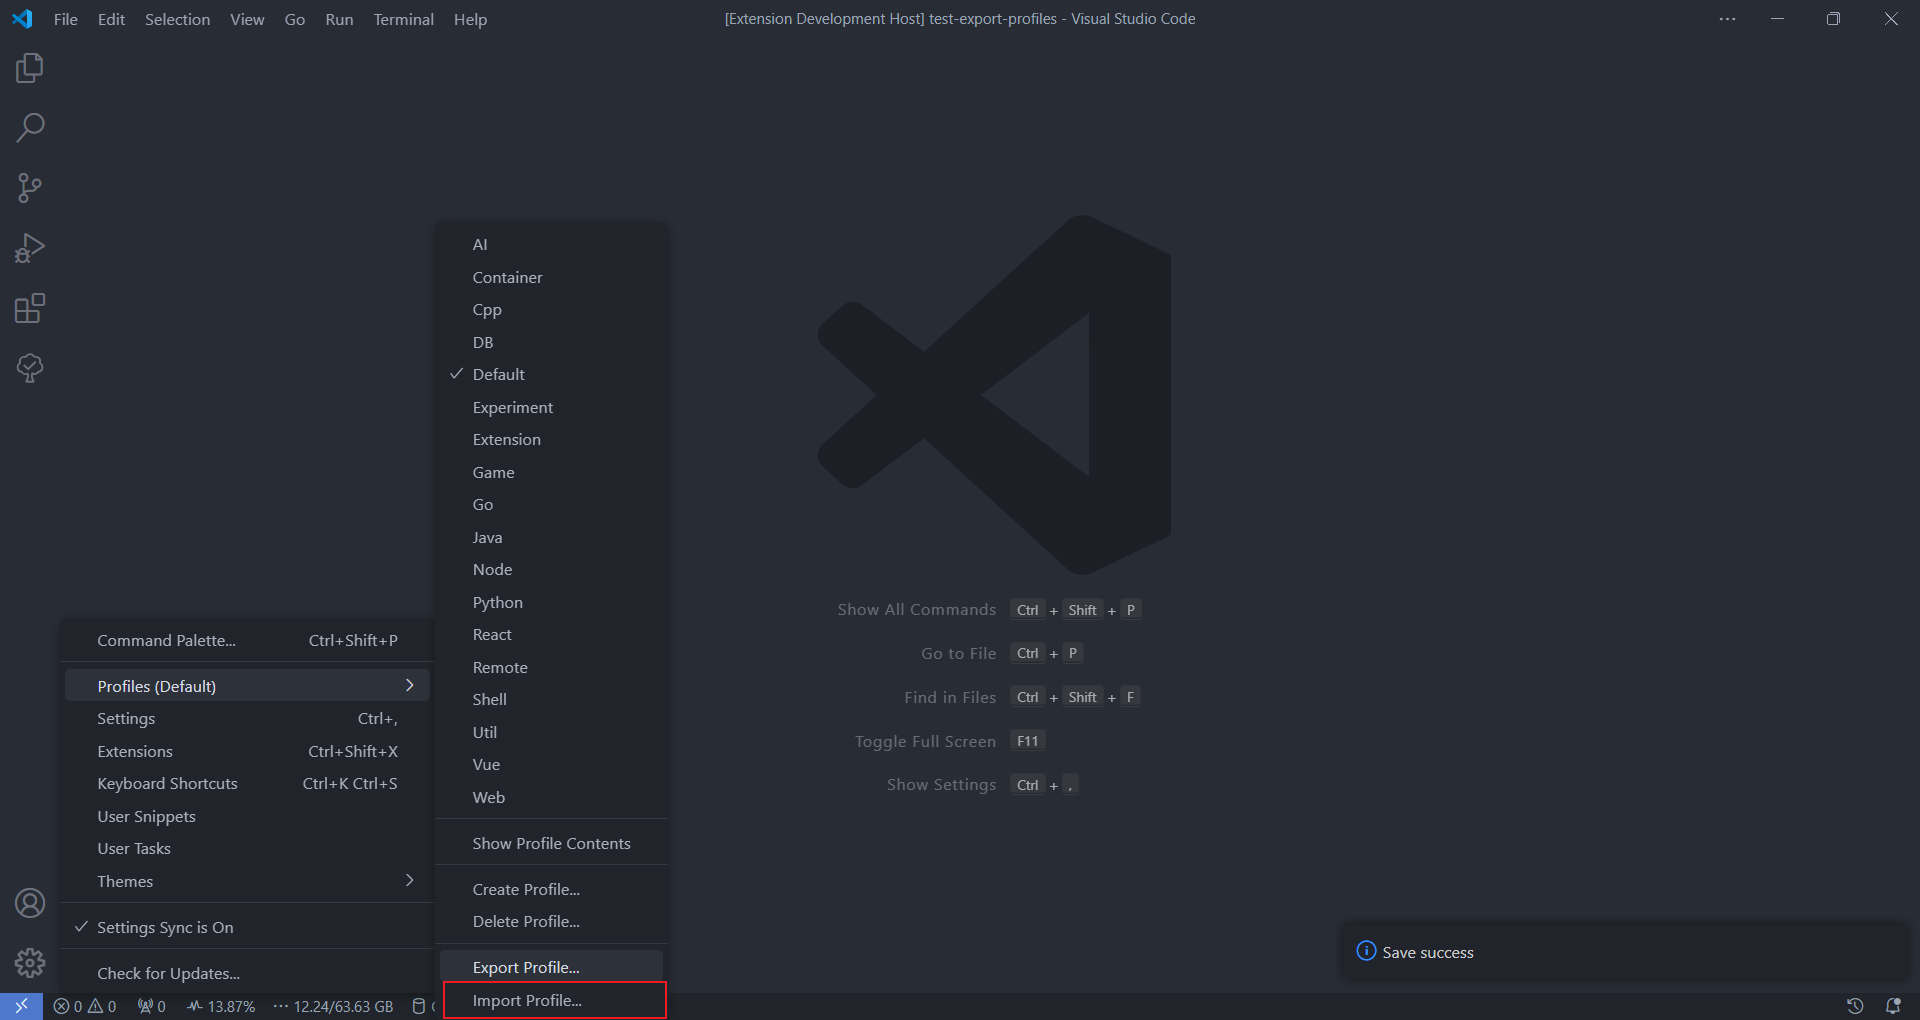 File Edit Selection View Go Run Terminal Help
[Extension Development Host] test-export-profiles - Visual Studio Code
AI
Container
Cpp
DB
Default
Experiment
Extension
Game
Go
Java
Node
Python
React
Remote
Shell
Util
Vue
Web
Show Profile Contents
Create Profile...
Delete Profile...
Export Profile...
Import Profile...
Command Palette... Ctrl+Shift+P
Profiles (Default)
Settings Ctrl+,
Extensions Ctrl+Shift+X
Keyboard Shortcuts Ctrl+K Ctrl+S
User Snippets
User Tasks
Themes
Settings Sync is On
Check for Updates...
Show All Commands Ctrl + Shift + P
Go to File Ctrl + P
Find in Files Ctrl + Shift + F
Toggle Full Screen F11
Show Settings Ctrl + ,
Save success
0 0 0 13.87% 12.24/63.63 GB